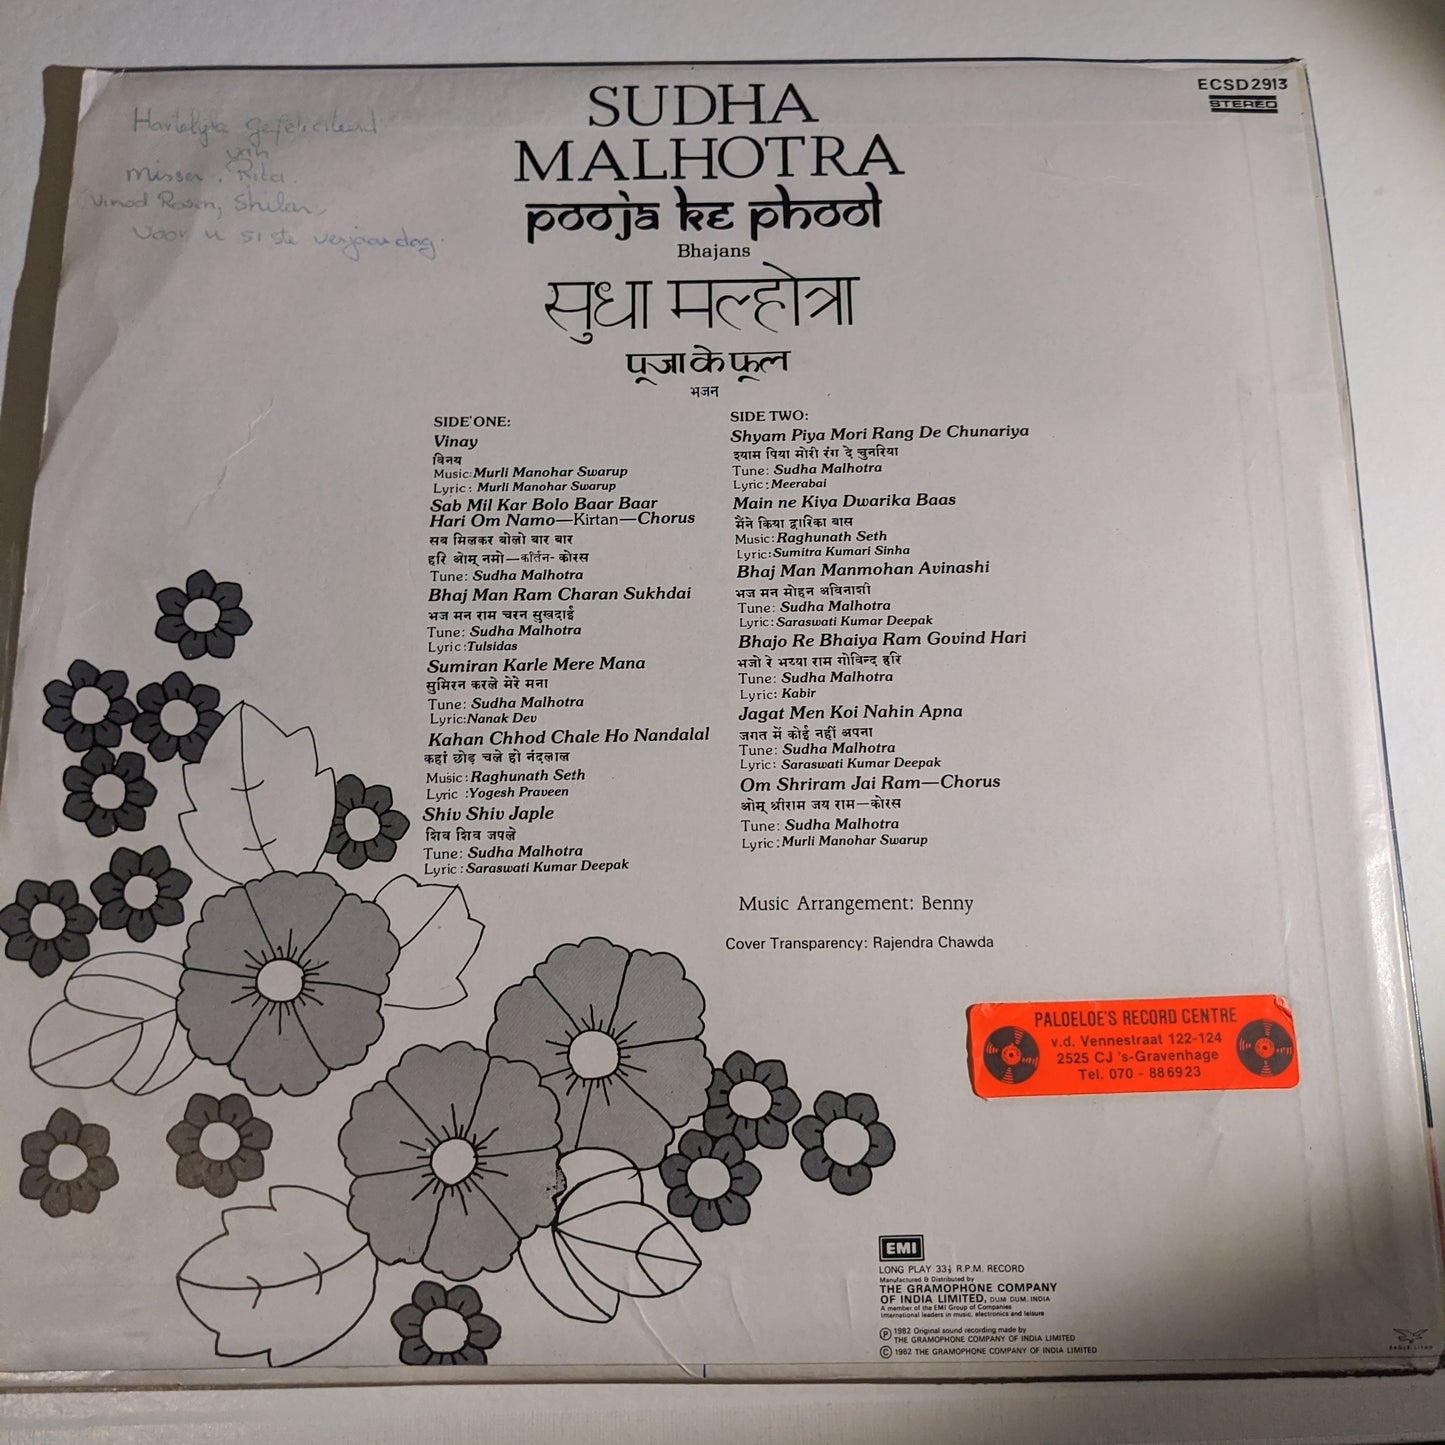 ECSD2913
STEREO
Hartelijke gefeliciteerd
van
Misser, Rita.
Vinod
voor u 51ste verjaardag.
SUDHA
MALHOTRA
pooja ke phool
Bhajans
सुधा मल्होत्रा
पूजा के फूल
भजन
SIDE ONE:
Vinay
विनय
Music: Murli Manohar Swarup
Lyric: Murli Manohar Swarup
Sab Mil Kar Bolo Baar Baar
Hari Om Namo—Kirtan—Chorus
सब मिलकर बोलो बार बार
हरि ओम् नमो—कर्तिन- कोरस
Tune: Sudha Malhotra
Bhaj Man Ram Charan Sukhdai
भज मन राम चरन सुखदाई
Tune: Sudha Malhotra
Lyric: Tulsidas
Sumiran Karle Mere Mana
सुमिरन करले मेरे मना
Tune: Sudha Malhotra
Lyric: Nanak Dev
Kahan Chhod Chale Ho Nandalal
कहां छोड़ चले हो नंदलाल
Music: Raghunath Seth
Lyric : Yogesh Praveen
Shiv Shiv Japle
शिव शिव जपले
Tune: Sudha Malhotra
Lyric : Saraswati Kumar Deepak
SIDE TWO:
Shyam Piya Mori Rang De Chunariya
श्याम पिया मोरी रंग दे चुनरिया
Tune: Sudha Malhotra
Lyric: Meerabai
Main ne Kiya Dwarika Baas
मैंने किया द्वारिका बास
Music: Raghunath Seth
Lyric: Sumitra Kumari Sinha
Bhaj Man Manmohan Avinashi
भज मन मोहन अविनाशी
Tune: Sudha Malhotra
Lyric: Saraswati Kumar Deepak
Bhajo Re Bhaiya Ram Govind Hari
भजो रे भय्या राम गोविन्द हरि
Tune: Sudha Malhotra
Lyric: Kabir
Jagat Men Koi Nahin Apna
जगत में कोई नहीं अपना
Tune: Sudha Malhotra
Lyric: Saraswati Kumar Deepak
Om Shriram Jai Ram—Chorus
ओम् श्रीराम जय राम—कोरस
Tune: Sudha Malhotra
Lyric: Murli Manohar Swarup
Music Arrangement: Benny
Cover Transparency: Rajendra Chawda
PALOELOE'S RECORD CENTRE
v.d. Vennestraat 122-124
2525 CJ 's-Gravenhage
Tel. 070 - 886923
EMI
LONG PLAY 33⅓ R.P.M. RECORD
Manufactured & Distributed by
THE GRAMOPHONE COMPANY
OF INDIA LIMITED, DUM DUM, INDIA
A member of the EMI Group of Companies
International leaders in music, electronics and leisure
Ⓟ 1982 Original sound recording made by
THE GRAMOPHONE COMPANY OF INDIA LIMITED
© 1982 THE GRAMOPHONE COMPANY OF INDIA LIMITED
EAGLE LITHO